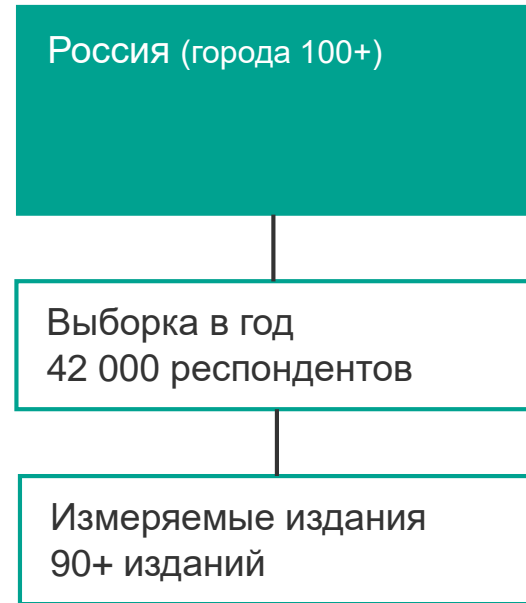 Россия (города 100+)
Выборка в год
42 000 респондентов
Измеряемые издания
90+ изданий